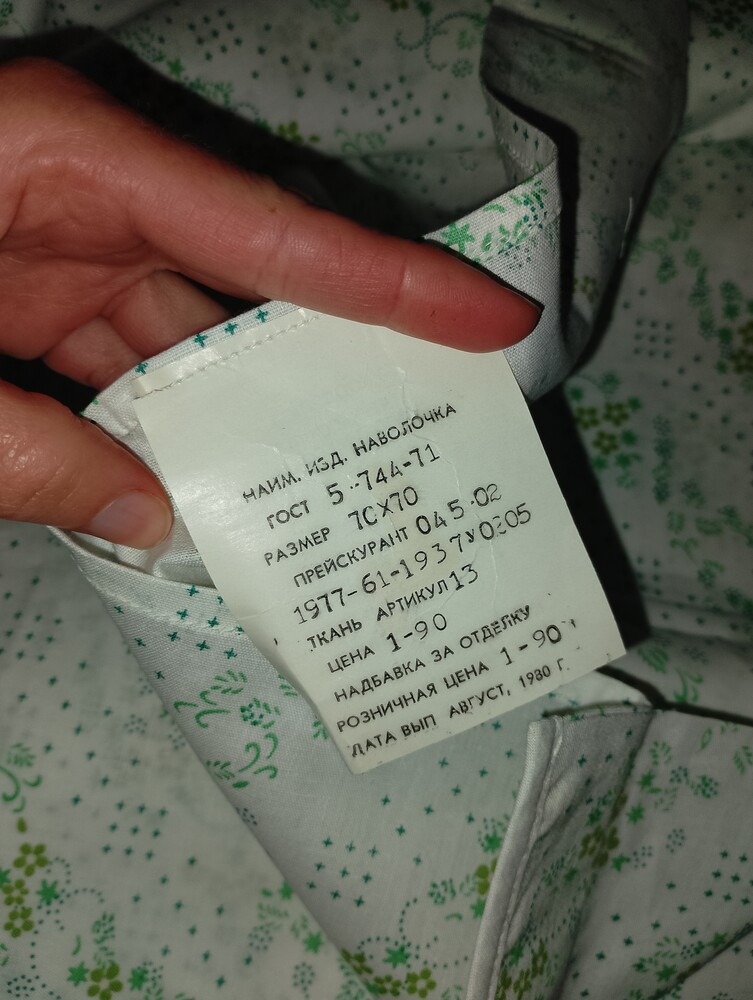 НАИМ. ИЗД. НАВОЛОЧКА
ГОСТ 5--744-71
РАЗМЕР 70Х70
ПРЕЙСКУРАНТ 045-02
1977-61-1937У0305
ТКАНЬ АРТИКУЛ 13
ЦЕНА 1-90
НАДБАВКА ЗА ОТДЕЛКУ
РОЗНИЧНАЯ ЦЕНА 1-90
ДАТА ВЫП АВГУСТ, 1980 Г.